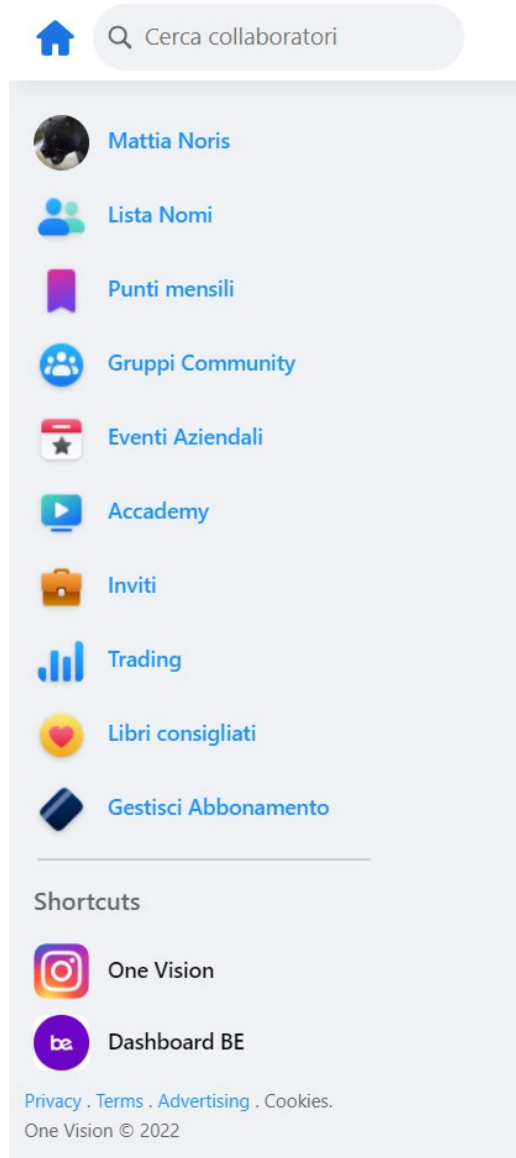 Cerca collaboratori
Mattia Noris
Lista Nomi
Punti mensili
Gruppi Community
Eventi Aziendali
Accademy
Inviti
Trading
Libri consigliati
Gestisci Abbonamento
Shortcuts
One Vision
be.
Dashboard BE
Privacy . Terms . Advertising . Cookies.
One Vision © 2022